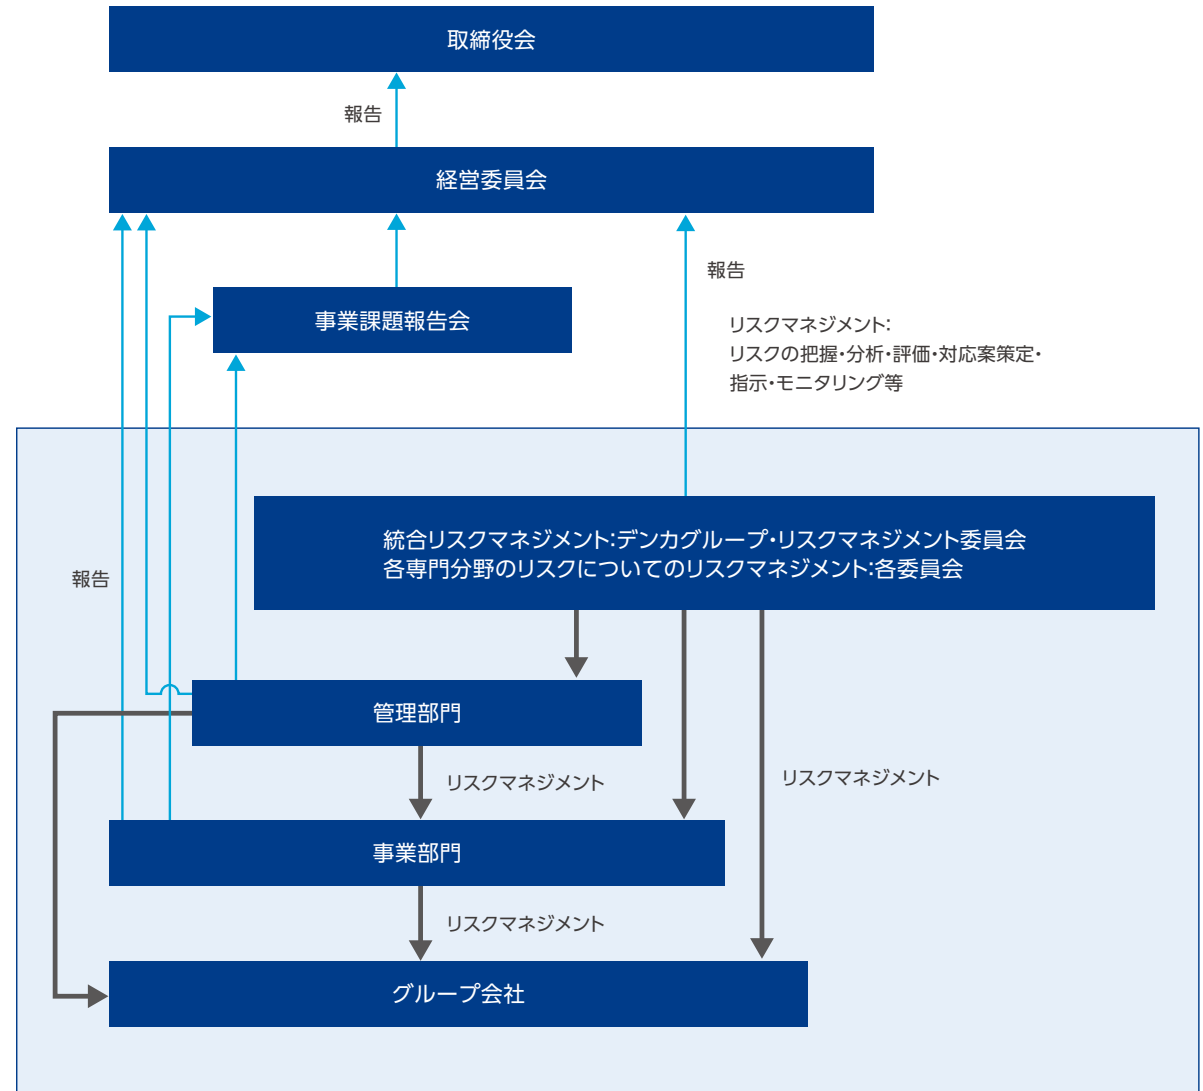 取締役会
報告
経営委員会
報告
事業課題報告会
リスクマネジメント:
リスクの把握・分析・評価・対応案策定・
指示・モニタリング等
統合リスクマネジメント:デンカグループ・リスクマネジメント委員会
各専門分野のリスクについてのリスクマネジメント:各委員会
報告
管理部門
リスクマネジメント
リスクマネジメント
事業部門
リスクマネジメント
グループ会社